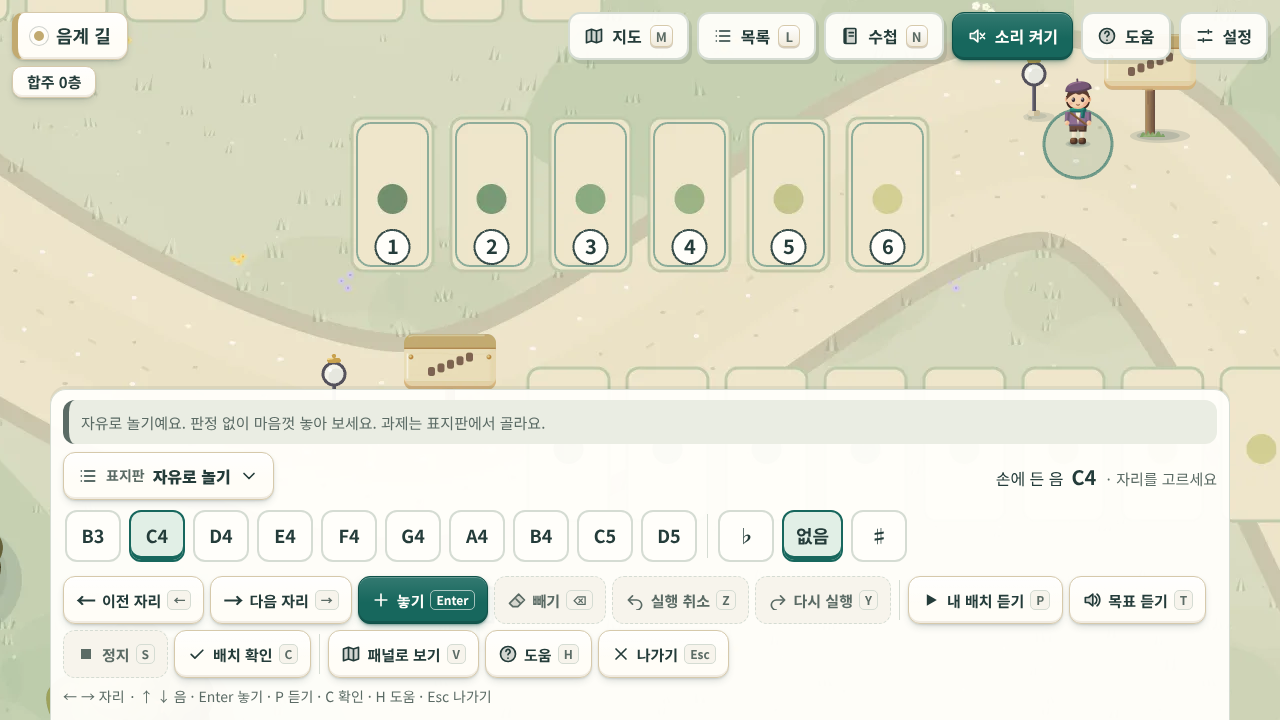 음계 길
지도 M
목록 L
수첩 N
소리 켜기
도움
설정
합주 0층
1 2 3 4 5 6
자유로 놀기예요. 판정 없이 마음껏 놓아 보세요. 과제는 표지판에서 골라요.
표지판 자유로 놀기
손에 든 음 C4 · 자리를 고르세요
B3 C4 D4 E4 F4 G4 A4 B4 C5 D5 ♭ 없음 ♯
← 이전 자리 ← → 다음 자리 → + 놓기 Enter 빼기 ⌫ 실행 취소 Z 다시 실행 Y 내 배치 듣기 P 목표 듣기 T
정지 S 배치 확인 C 패널로 보기 V 도움 H 나가기 Esc
← → 자리 · ↑ ↓ 음 · Enter 놓기 · P 듣기 · C 확인 · H 도움 · Esc 나가기